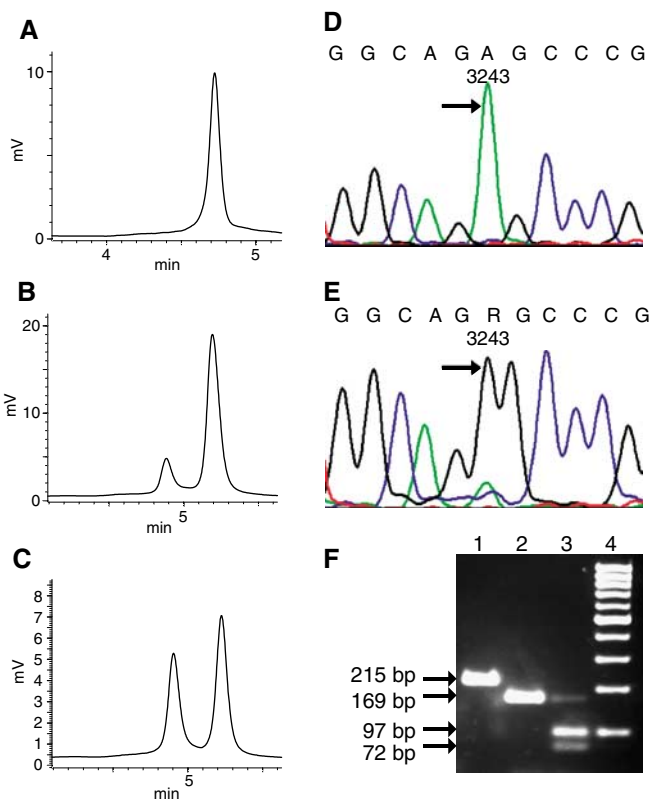 A
10
mV
0
4
5
min
B
20
mV
10
0
5
min
C
8
7
6
5
mV
4
3
2
1
0
5
min
D
G G C A G A G C C C G
3243
E
G G C A G R G C C C G
3243
F
1 2 3 4
215 bp
169 bp
97 bp
72 bp